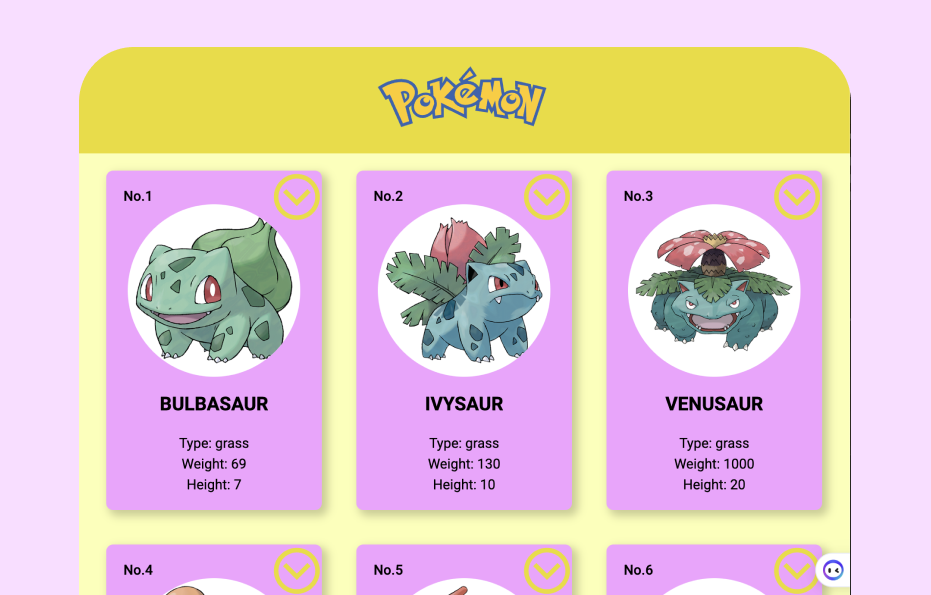 POKéMON
No.1
BULBASAUR
Type: grass
Weight: 69
Height: 7
No.2
IVYSAUR
Type: grass
Weight: 130
Height: 10
No.3
VENUSAUR
Type: grass
Weight: 1000
Height: 20
No.4
No.5
No.6